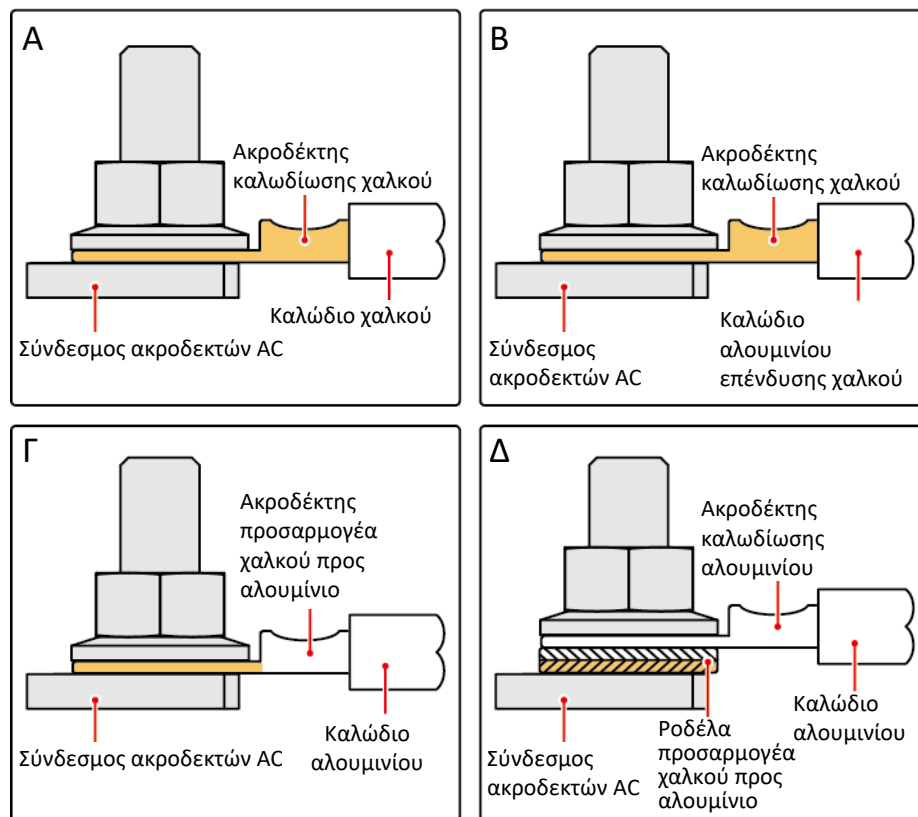 Α
Ακροδέκτης
καλωδίωσης χαλκού
Καλώδιο χαλκού
Σύνδεσμος ακροδεκτών AC
Β
Ακροδέκτης
καλωδίωσης χαλκού
Σύνδεσμος
ακροδεκτών AC
Καλώδιο
αλουμινίου
επένδυσης χαλκού
Γ
Ακροδέκτης
προσαρμογέα
χαλκού προς
αλουμίνιο
Σύνδεσμος ακροδεκτών AC
Καλώδιο
αλουμινίου
Δ
Ακροδέκτης
καλωδίωσης
αλουμινίου
Σύνδεσμος
ακροδεκτών AC
Ροδέλα
προσαρμογέα
χαλκού προς
αλουμίνιο
Καλώδιο
αλουμινίου